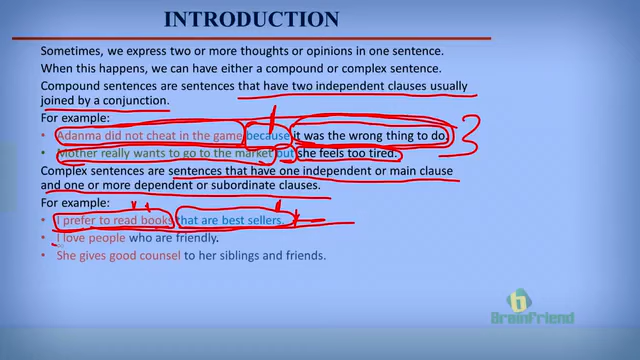 INTRODUCTION
Sometimes, we express two or more thoughts or opinions in one sentence.
When this happens, we can have either a compound or complex sentence.
Compound sentences are sentences that have two independent clauses usually
joined by a conjunction.
For example:
• Adanma did not cheat in the game because it was the wrong thing to do.
• Mother really wants to go to the market but she feels too tired.
Complex sentences are sentences that have one independent or main clause
and one or more dependent or subordinate clauses.
For example:
• I prefer to read books that are best sellers.
• I love people who are friendly.
• She gives good counsel to her siblings and friends.
BrainFriend